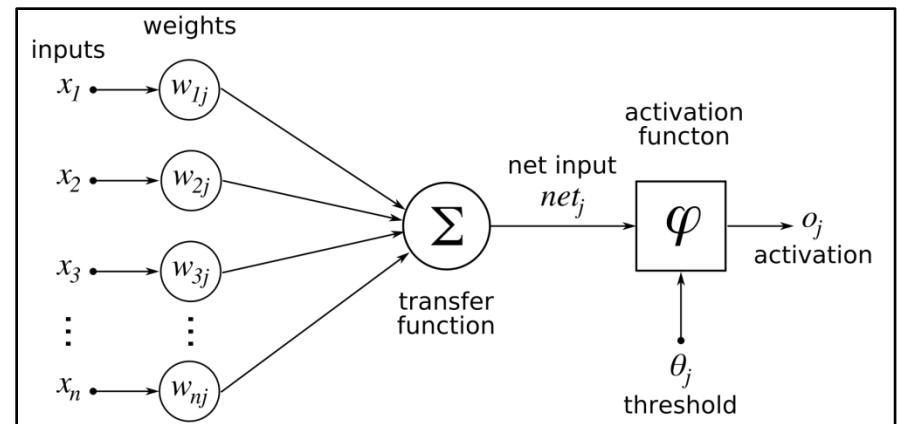 weights
inputs
x1
w1j
activation
functon
x2
w2j
net input
netj
Σ
φ
oj
activation
x3
w3j
transfer
function
⋮
⋮
θj
threshold
xn
wnj